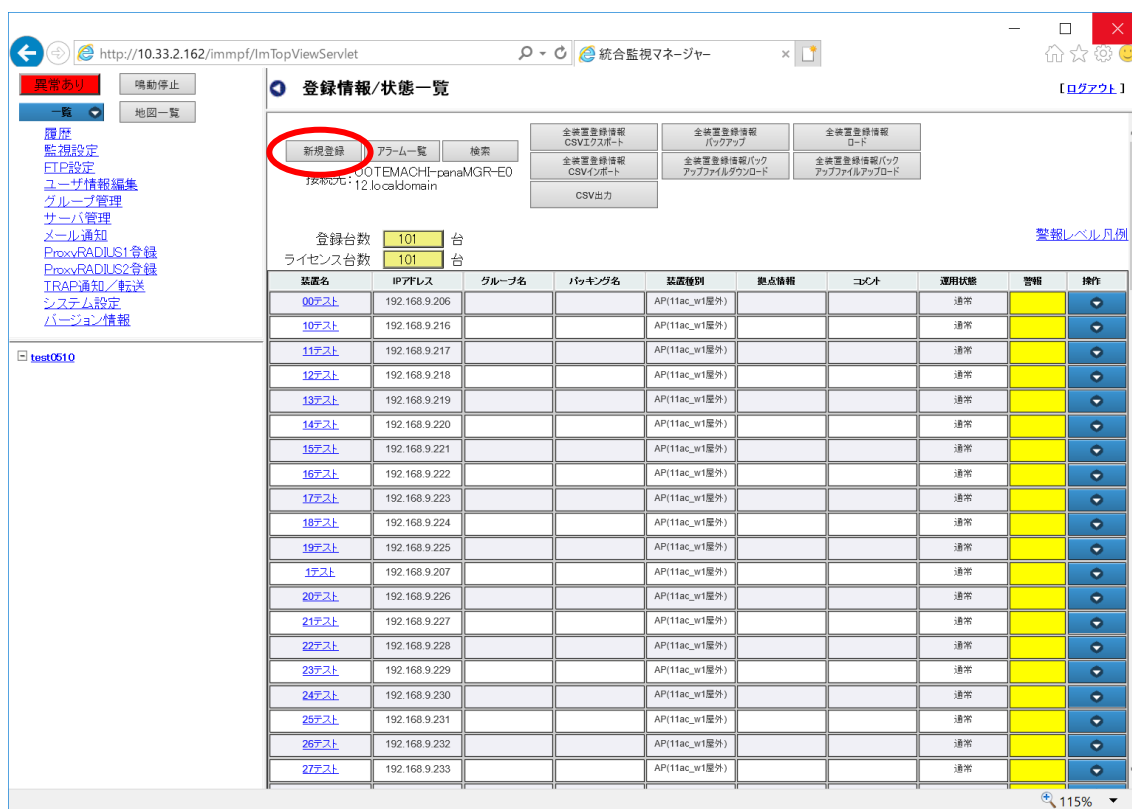 http://10.33.2.162/immpf/ImTopViewServlet
統合監視マネージャー
異常あり 鳴動停止
一覧 地図一覧
履歴
監視設定
FTP設定
ユーザ情報編集
グループ管理
サーバ管理
メール通知
ProxyRADIUS1登録
ProxyRADIUS2登録
TRAP通知/転送
システム設定
バージョン情報
test0510
登録情報/状態一覧
[ログアウト]
新規登録 アラーム一覧 検索
接続先:OOTEMACHI-panaMGR-E0
12.localdomain
全装置登録情報
CSVエクスポート
全装置登録情報
バックアップ
全装置登録情報
ロード
全装置登録情報
CSVインポート
全装置登録情報バック
アップファイルダウンロード
全装置登録情報バック
アップファイルアップロード
CSV出力
登録台数 101 台
ライセンス台数 101 台
警報レベル凡例
装置名 IPアドレス グループ名 パッキング名 装置種別 拠点情報 コメント 運用状態 警報 操作
00テスト 192.168.9.206 AP(11ac_w1屋外) 通常
10テスト 192.168.9.216 AP(11ac_w1屋外) 通常
11テスト 192.168.9.217 AP(11ac_w1屋外) 通常
12テスト 192.168.9.218 AP(11ac_w1屋外) 通常
13テスト 192.168.9.219 AP(11ac_w1屋外) 通常
14テスト 192.168.9.220 AP(11ac_w1屋外) 通常
15テスト 192.168.9.221 AP(11ac_w1屋外) 通常
16テスト 192.168.9.222 AP(11ac_w1屋外) 通常
17テスト 192.168.9.223 AP(11ac_w1屋外) 通常
18テスト 192.168.9.224 AP(11ac_w1屋外) 通常
19テスト 192.168.9.225 AP(11ac_w1屋外) 通常
1テスト 192.168.9.207 AP(11ac_w1屋外) 通常
20テスト 192.168.9.226 AP(11ac_w1屋外) 通常
21テスト 192.168.9.227 AP(11ac_w1屋外) 通常
22テスト 192.168.9.228 AP(11ac_w1屋外) 通常
23テスト 192.168.9.229 AP(11ac_w1屋外) 通常
24テスト 192.168.9.230 AP(11ac_w1屋外) 通常
25テスト 192.168.9.231 AP(11ac_w1屋外) 通常
26テスト 192.168.9.232 AP(11ac_w1屋外) 通常
27テスト 192.168.9.233 AP(11ac_w1屋外) 通常
115%